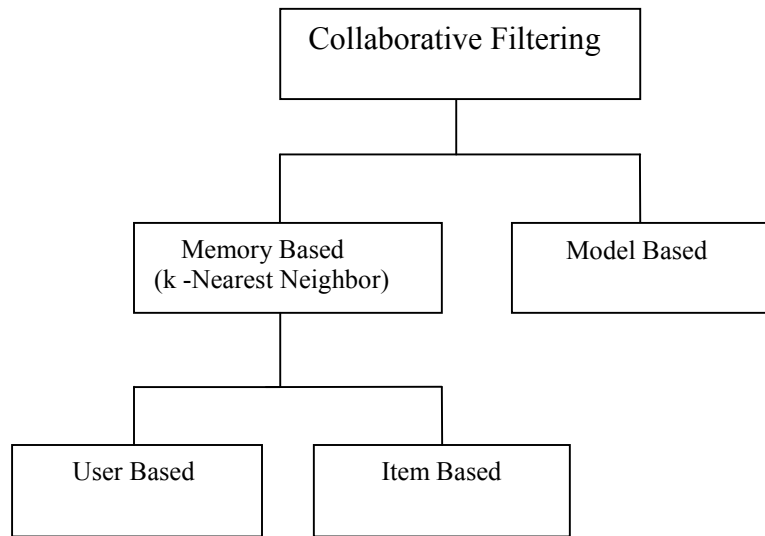 Collaborative Filtering
Memory Based
(k -Nearest Neighbor)
Model Based
User Based
Item Based